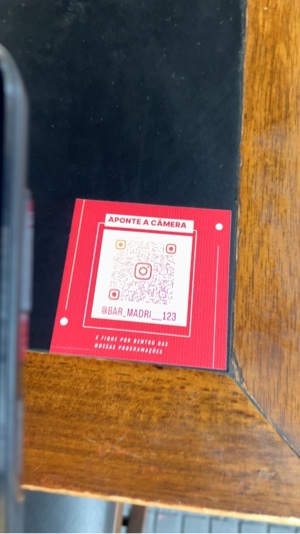 APONTE A CÂMERA
@BAR_MADRI__123
E FIQUE POR DENTRO DAS
NOSSAS PROGRAMAÇÕES